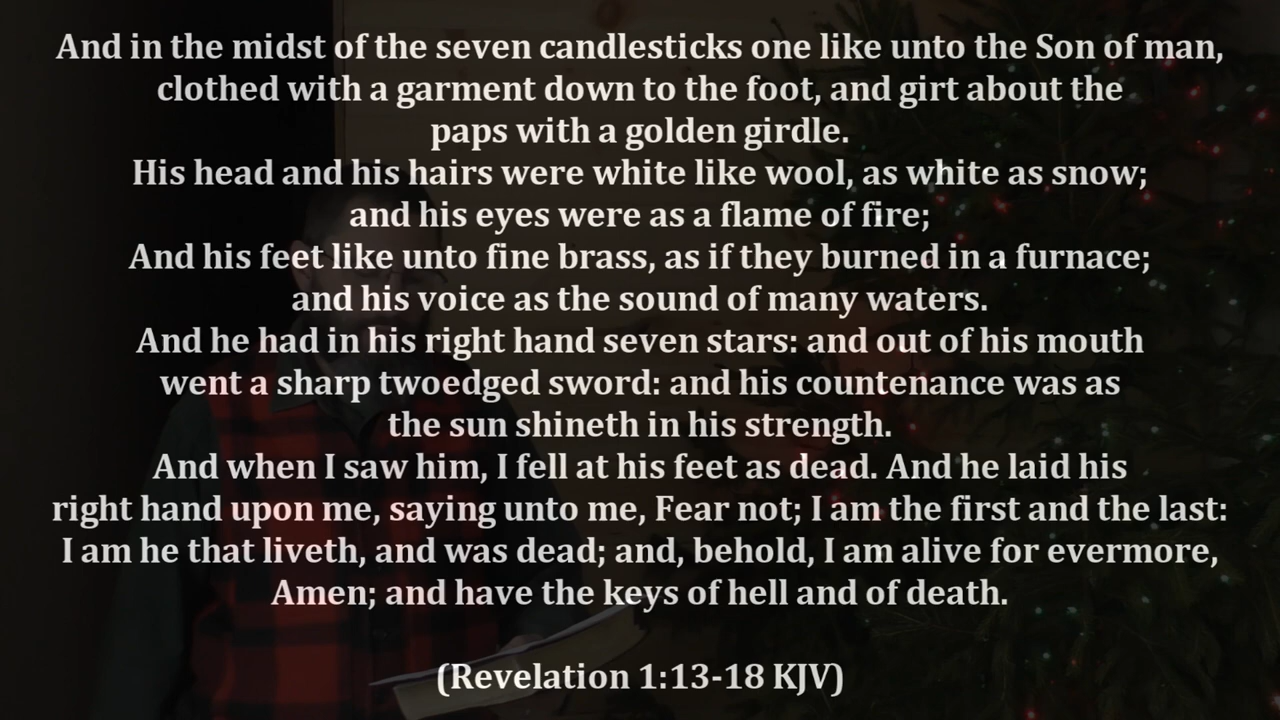 And in the midst of the seven candlesticks one like unto the Son of man,
clothed with a garment down to the foot, and girt about the
paps with a golden girdle.
His head and his hairs were white like wool, as white as snow;
and his eyes were as a flame of fire;
And his feet like unto fine brass, as if they burned in a furnace;
and his voice as the sound of many waters.
And he had in his right hand seven stars: and out of his mouth
went a sharp twoedged sword: and his countenance was as
the sun shineth in his strength.
And when I saw him, I fell at his feet as dead. And he laid his
right hand upon me, saying unto me, Fear not; I am the first and the last:
I am he that liveth, and was dead; and, behold, I am alive for evermore,
Amen; and have the keys of hell and of death.
(Revelation 1:13-18 KJV)